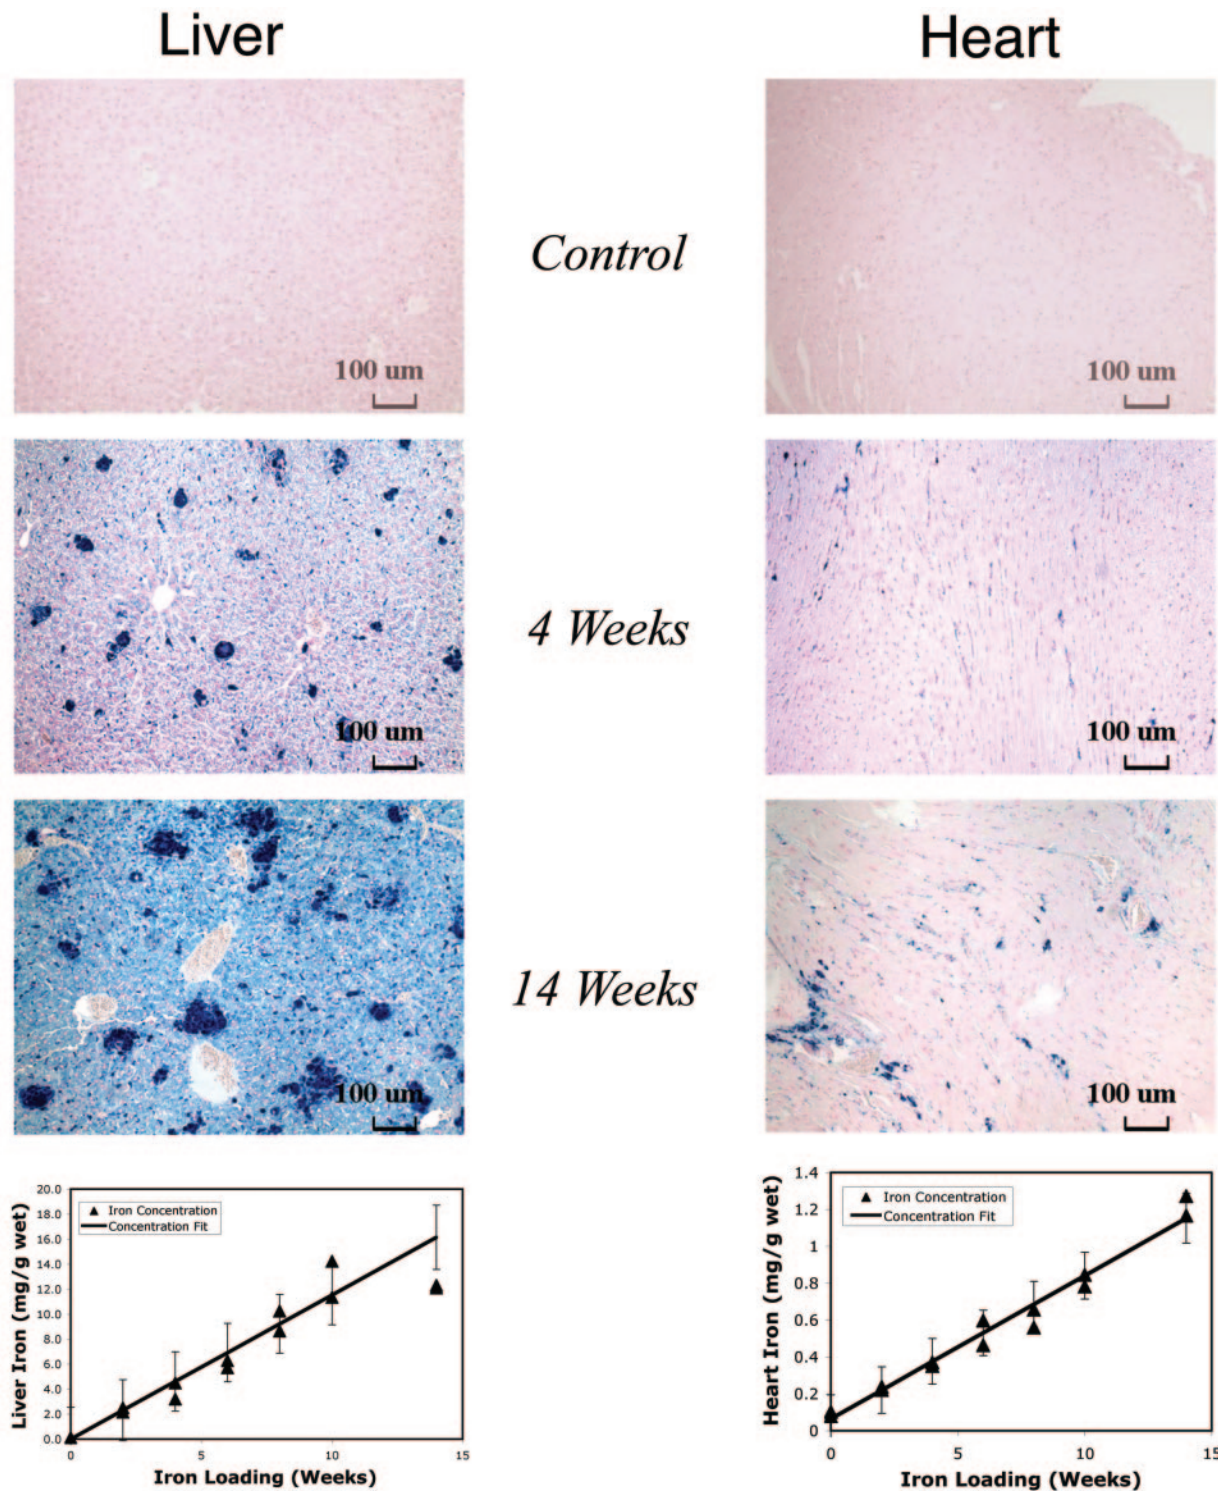 Liver
Heart
100 um
100 um
Control
100 um
100 um
4 Weeks
100 um
100 um
14 Weeks
20.0
18.0
16.0
14.0
12.0
10.0
8.0
6.0
4.0
2.0
0.0
Liver Iron (mg/g wet)
Iron Concentration
Concentration Fit
0
5
10
15
Iron Loading (Weeks)
1.4
1.2
1
0.8
0.6
0.4
0.2
0
Heart Iron (mg/g wet)
Iron Concentration
Concentration Fit
0
5
10
15
Iron Loading (Weeks)